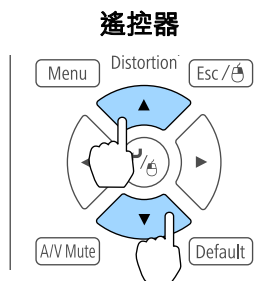 遙控器
Distortion
Menu
Esc/
A/V Mute
Default